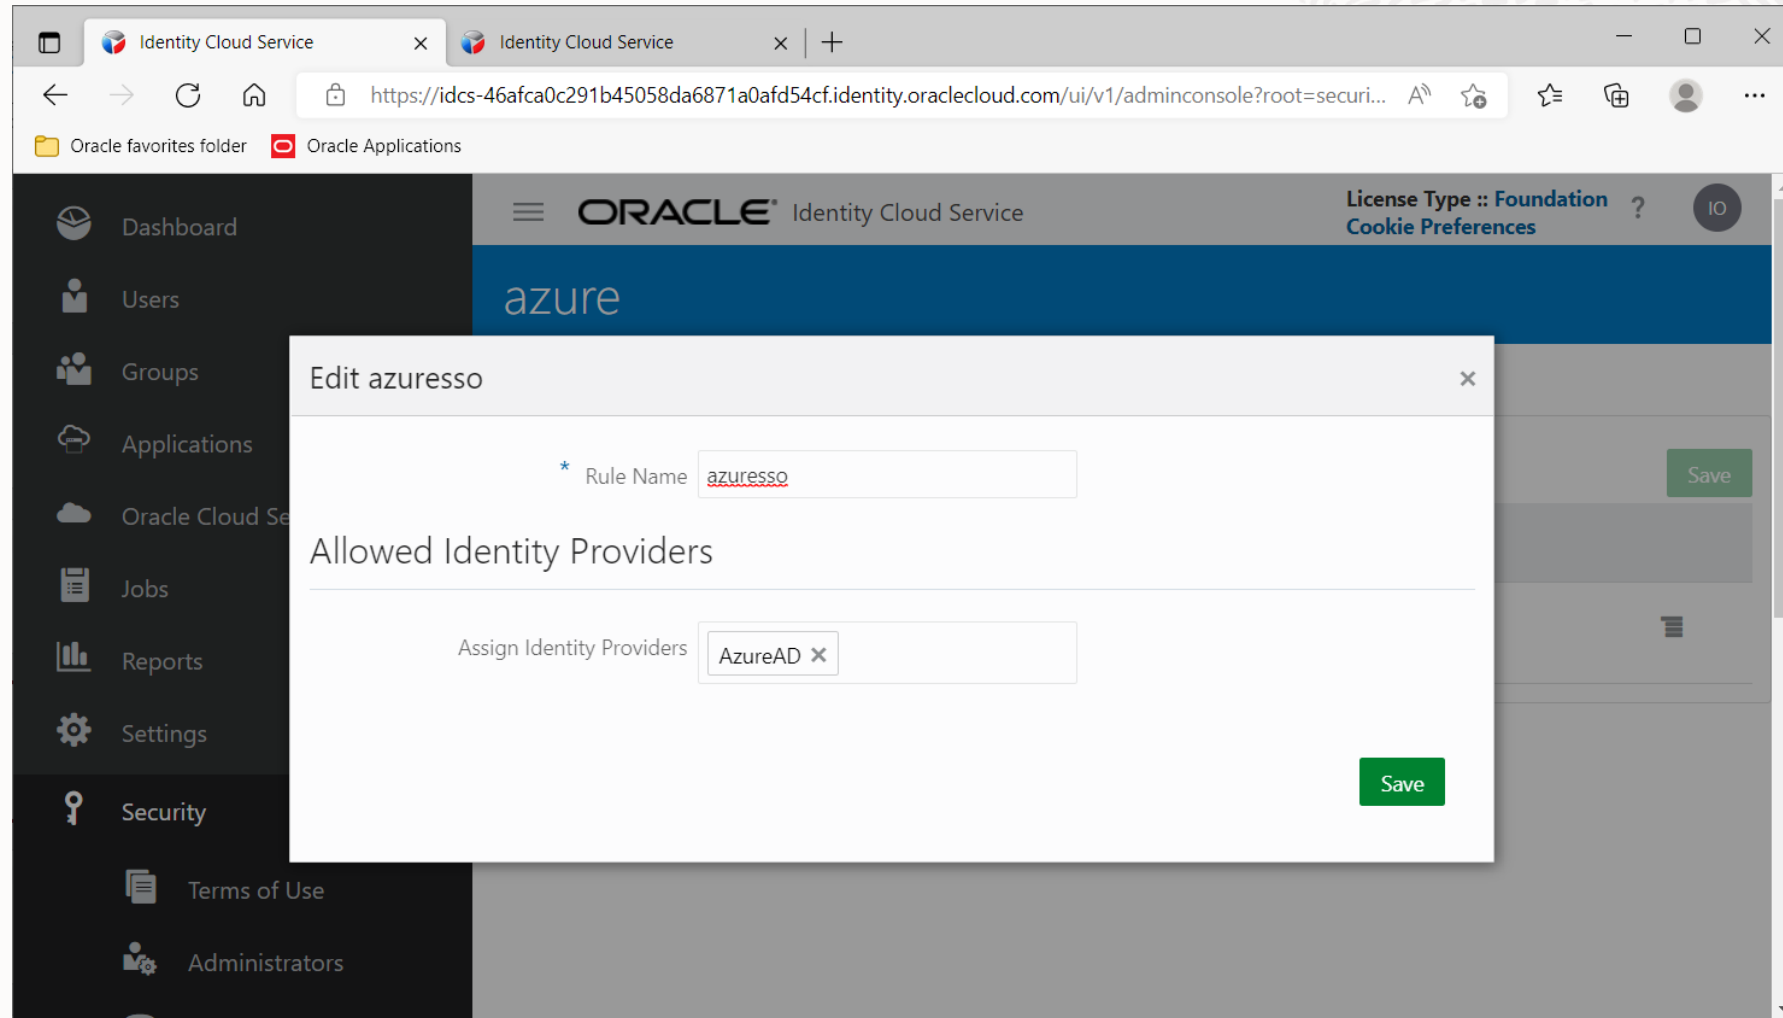 Identity Cloud Service
Identity Cloud Service
https://idcs-46afca0c291b45058da6871a0afd54cf.identity.oraclecloud.com/ui/v1/adminconsole?root=securi...
Oracle favorites folder
Oracle Applications
Dashboard
Users
Groups
Applications
Oracle Cloud Se
Jobs
Reports
Settings
Security
Terms of Use
Administrators
ORACLE Identity Cloud Service
License Type :: Foundation
Cookie Preferences
?
IO
azure
Save
Edit azuresso
* Rule Name azuresso
Allowed Identity Providers
Assign Identity Providers AzureAD
Save